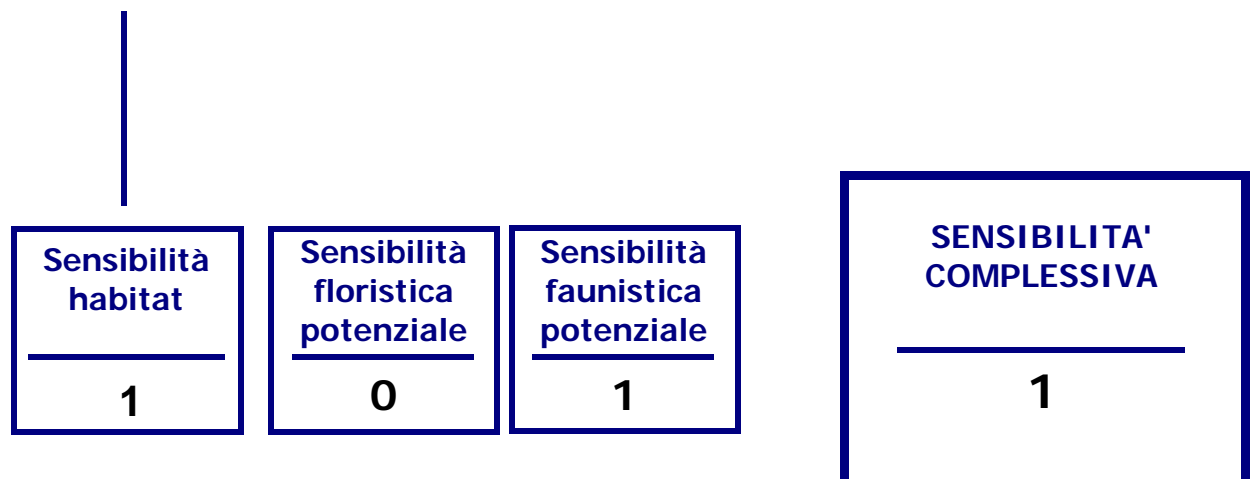 Sensibilità
habitat
1
Sensibilità
floristica
potenziale
0
Sensibilità
faunistica
potenziale
1
SENSIBILITA'
COMPLESSIVA
1